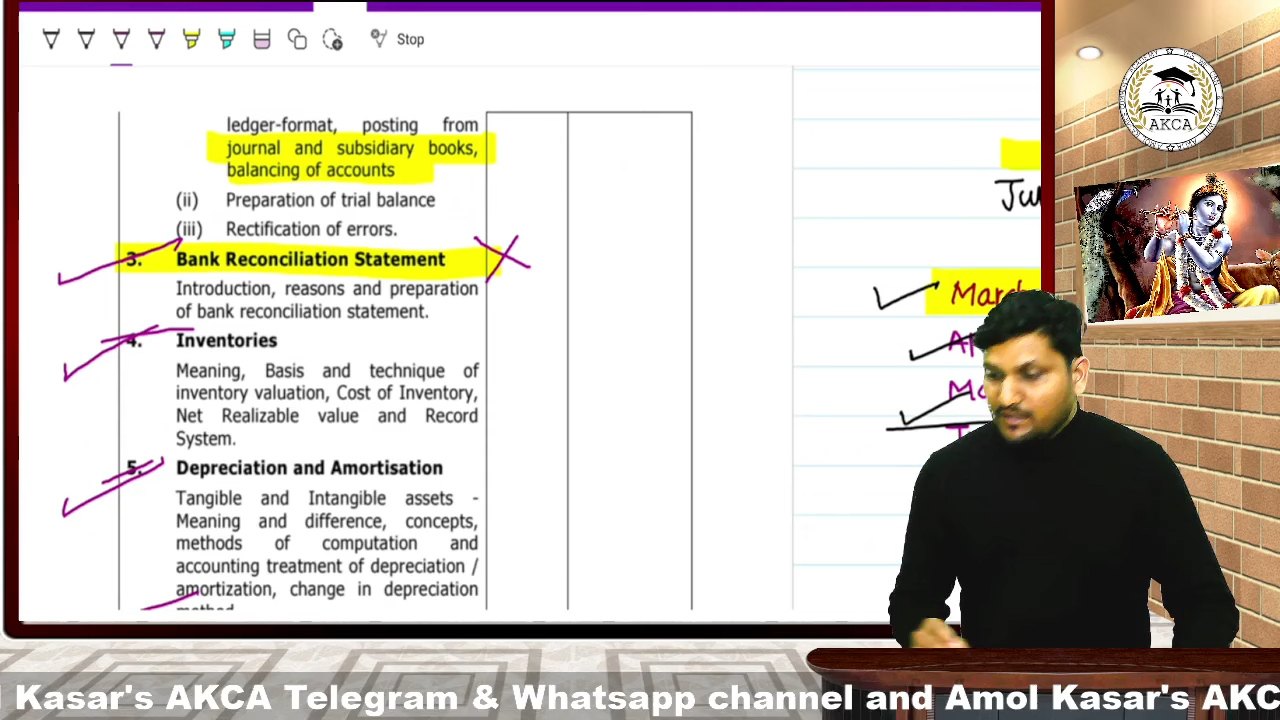 Stop
ledger-format, posting from
journal and subsidiary books,
balancing of accounts
(ii) Preparation of trial balance
(iii) Rectification of errors.
3. Bank Reconciliation Statement
Introduction, reasons and preparation
of bank reconciliation statement.
4. Inventories
Meaning, Basis and technique of
inventory valuation, Cost of Inventory,
Net Realizable value and Record
System.
5. Depreciation and Amortisation
Tangible and Intangible assets -
Meaning and difference, concepts,
methods of computation and
accounting treatment of depreciation /
amortization, change in depreciation
method
AKCA
Kasar's AKCA Telegram & Whatsapp channel and Amol Kasar's AKC